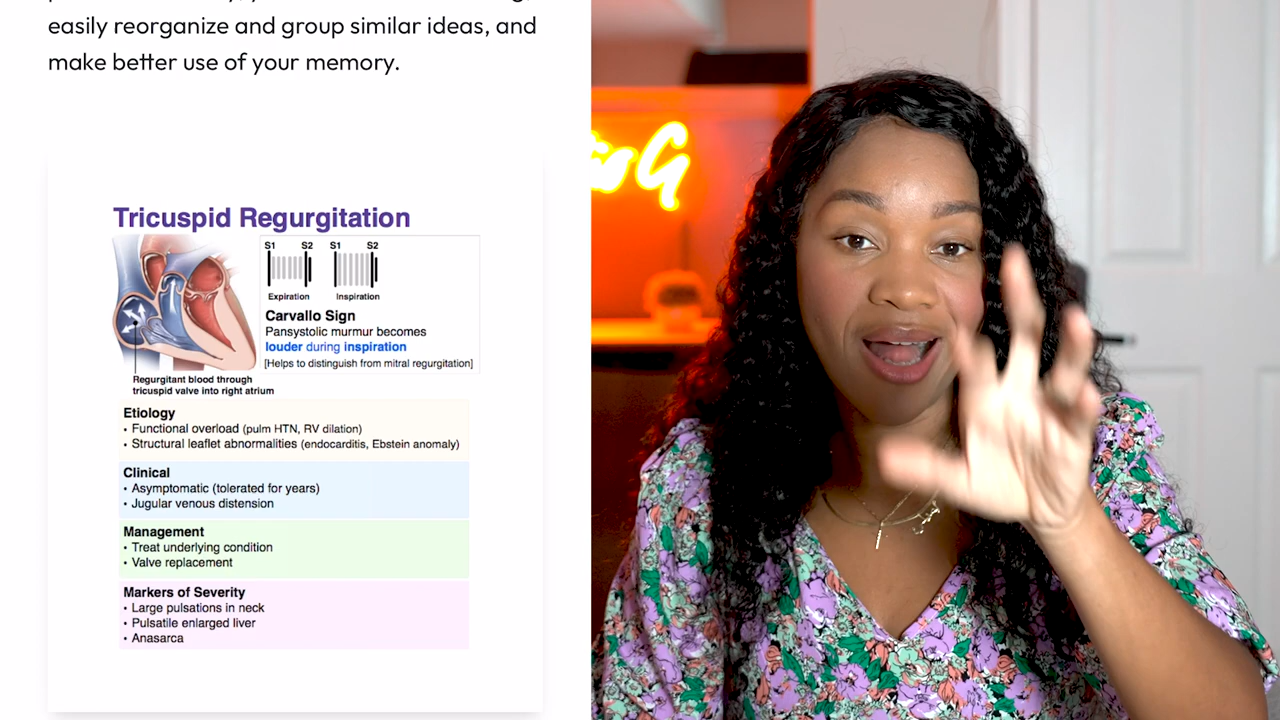 easily reorganize and group similar ideas, and
make better use of your memory.
Tricuspid Regurgitation
S1 S2 S1 S2
Expiration Inspiration
Carvallo Sign
Pansystolic murmur becomes
louder during inspiration
[Helps to distinguish from mitral regurgitation]
Regurgitant blood through
tricuspid valve into right atrium
Etiology
• Functional overload (pulm HTN, RV dilation)
• Structural leaflet abnormalities (endocarditis, Ebstein anomaly)
Clinical
• Asymptomatic (tolerated for years)
• Jugular venous distension
Management
• Treat underlying condition
• Valve replacement
Markers of Severity
• Large pulsations in neck
• Pulsatile enlarged liver
• Anasarca